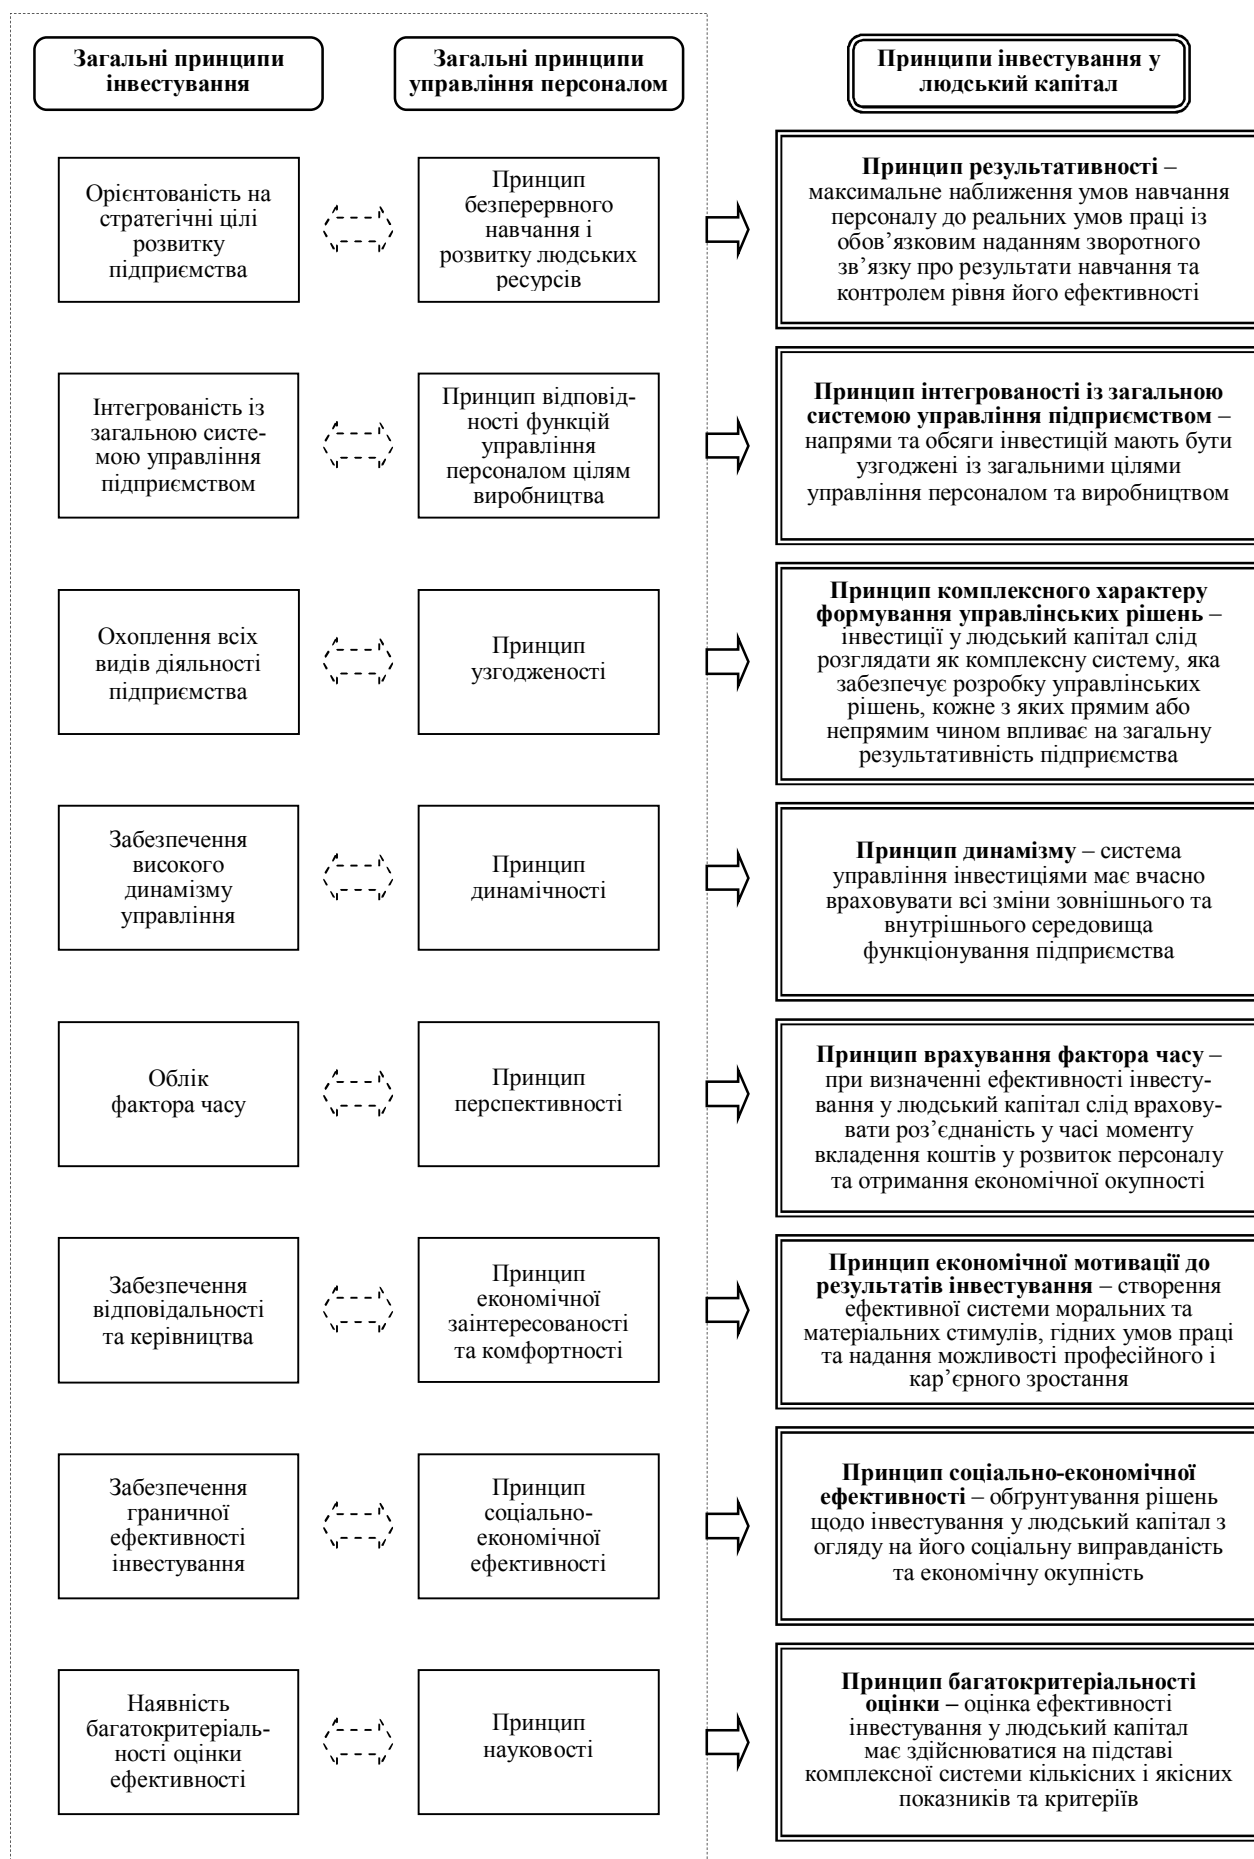 Загальні принципи
інвестування
Загальні принципи
управління персоналом
Принципи інвестування у
людський капітал
Орієнтованість на
стратегічні цілі
розвитку
підприємства
Принцип
безперервного
навчання і
розвитку людських
ресурсів
Принцип результативності –
максимальне наближення умов навчання
персоналу до реальних умов праці із
обов’язковим наданням зворотного
зв’язку про результати навчання та
контролем рівня його ефективності
Інтегрованість із
загальною систе-
мою управління
підприємством
Принцип відповід-
ності функцій
управління
персоналом цілям
виробництва
Принцип інтегрованості із загальною
системою управління підприємством –
напрями та обсяги інвестицій мають бути
узгоджені із загальними цілями
управління персоналом та виробництвом
Охоплення всіх
видів діяльності
підприємства
Принцип
узгодженості
Принцип комплексного характеру
формування управлінських рішень –
інвестиції у людський капітал слід
розглядати як комплексну систему, яка
забезпечує розробку управлінських
рішень, кожне з яких прямим або
непрямим чином впливає на загальну
результативність підприємства
Забезпечення
високого
динамізму
управління
Принцип
динамічності
Принцип динамізму – система
управління інвестиціями має вчасно
враховувати всі зміни зовнішнього та
внутрішнього середовища
функціонування підприємства
Облік
фактора часу
Принцип
перспективності
Принцип врахування фактора часу –
при визначенні ефективності інвесту-
вання у людський капітал слід врахову-
вати роз’єднаність у часі моменту
вкладення коштів у розвиток персоналу
та отримання економічної окупності
Забезпечення
відповідальності
та керівництва
Принцип
економічної
заінтересованості
та комфортності
Принцип економічної мотивації до
результатів інвестування – створення
ефективної системи моральних та
матеріальних стимулів, гідних умов праці
та надання можливості професійного і
кар’єрного зростання
Забезпечення
граничної
ефективності
інвестування
Принцип
соціально-
економічної
ефективності
Принцип соціально-економічної
ефективності – обґрунтування рішень
щодо інвестування у людський капітал з
огляду на його соціальну виправданість
та економічну окупність
Наявність
багатокритеріаль-
ності оцінки
ефективності
Принцип
науковості
Принцип багатокритеріальності
оцінки – оцінка ефективності
інвестування у людський капітал
має здійснюватися на підставі
комплексної системи кількісних і якісних
показників та критеріїв